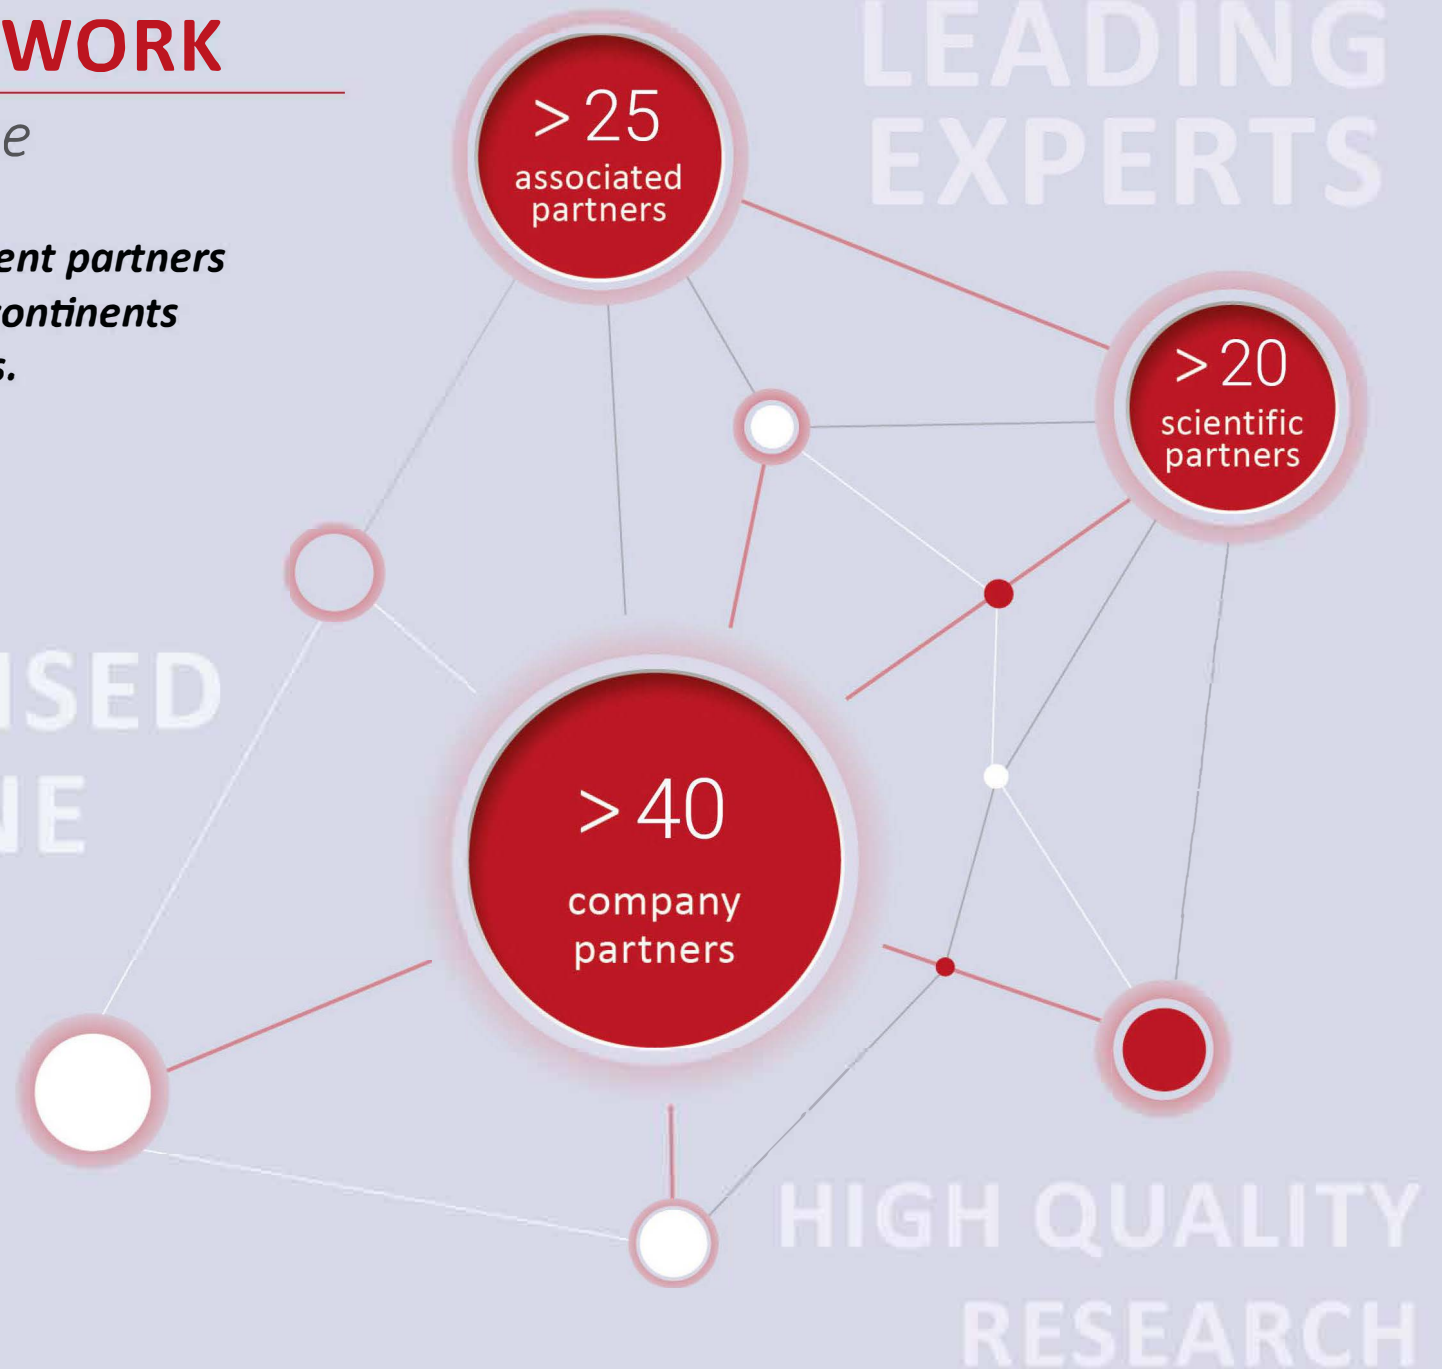 WORK
e
ent partners
continents
s.
LEADING
EXPERTS
> 25
associated
partners
> 20
scientific
partners
ISED
NE
> 40
company
partners
HIGH QUALITY
RESEARCH